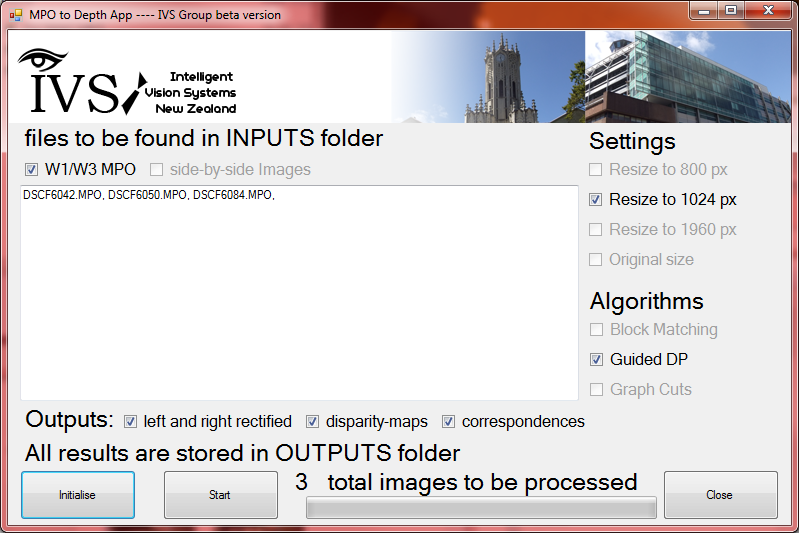 MPO to Depth App ---- IVS Group beta version
IVS
Intelligent
Vision Systems
New Zealand
files to be found in INPUTS folder
W1/W3 MPO side-by-side Images
DSCF6042.MPO, DSCF6050.MPO, DSCF6084.MPO,
Settings
Resize to 800 px
Resize to 1024 px
Resize to 1960 px
Original size
Algorithms
Block Matching
Guided DP
Graph Cuts
Outputs: left and right rectified disparity-maps correspondences
All results are stored in OUTPUTS folder
Initialise
Start
3 total images to be processed
Close